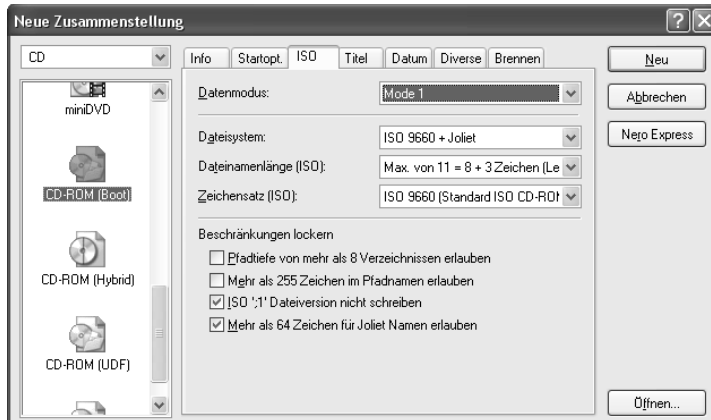 Neue Zusammenstellung
CD
miniDVD
CD-ROM (Boot)
CD-ROM (Hybrid)
CD-ROM (UDF)
Info Startopt. ISO Titel Datum Diverse Brennen
Datenmodus: Mode 1
Dateisystem: ISO 9660 + Joliet
Dateinamenlänge (ISO): Max. von 11 = 8 + 3 Zeichen (Le
Zeichensatz (ISO): ISO 9660 (Standard ISO CD-ROM
Beschränkungen lockern
Pfadtiefe von mehr als 8 Verzeichnissen erlauben
Mehr als 255 Zeichen im Pfadnamen erlauben
ISO ';1' Dateiversion nicht schreiben
Mehr als 64 Zeichen für Joliet Namen erlauben
Neu
Abbrechen
Nero Express
Öffnen...